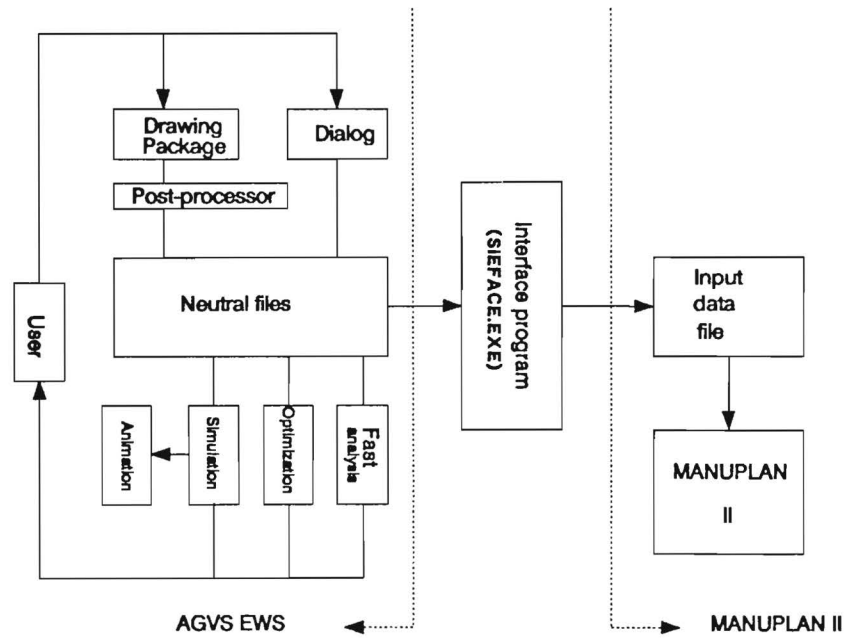 Drawing
Package
Dialog
Post-processor
Neutral files
User
Animation
Simulation
Optimization
Fast
analysis
Interface program
(SIEFACE.EXE)
Input
data
file
MANUPLAN
II
AGVS EWS
MANUPLAN II